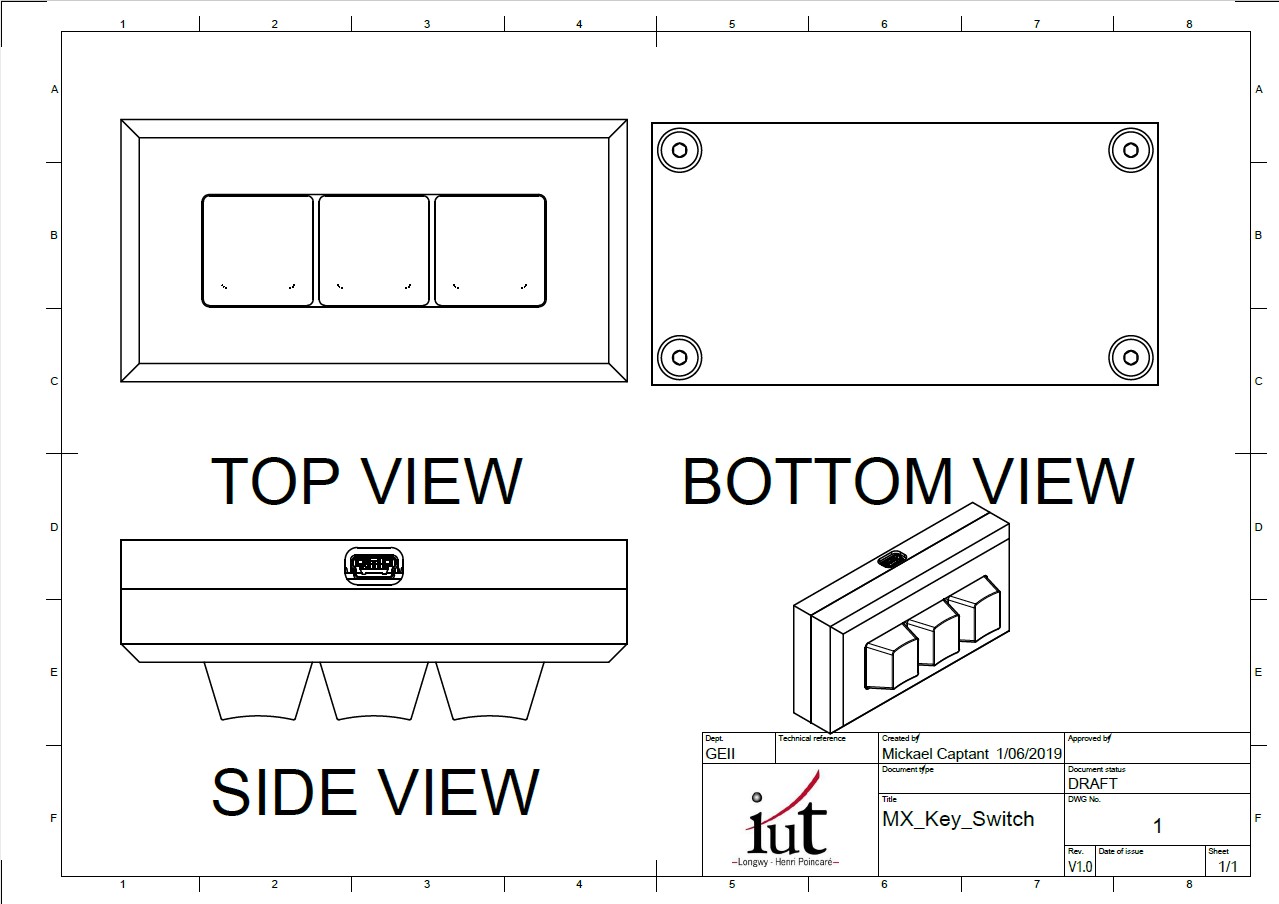 1 2 3 4 5 6 7 8
A A
B B
C C
TOP VIEW BOTTOM VIEW
D D
E E
SIDE VIEW
F F
Dept. Technical reference Created by Approved by
GEII Mickael Captant 1/06/2019
Document type Document status
DRAFT
Title DWG No.
MX_Key_Switch
1
iut
Longwy - Henri Poincaré
Rev. Date of issue Sheet
V1.0 1/1
1 2 3 4 5 6 7 8